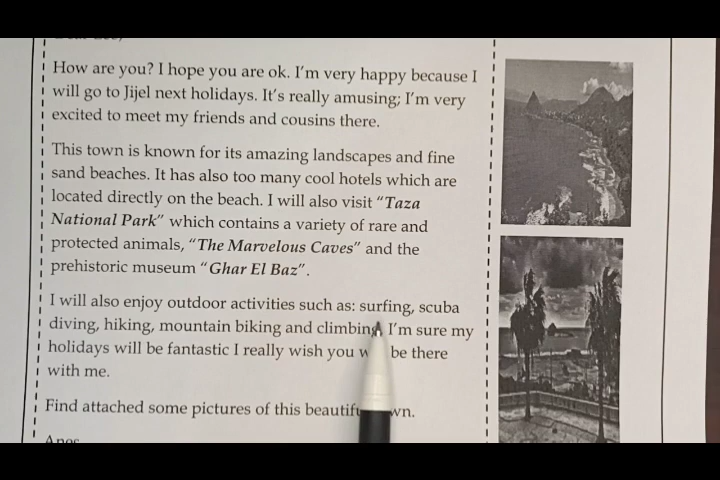 How are you? I hope you are ok. I'm very happy because I
will go to Jijel next holidays. It's really amusing; I'm very
excited to meet my friends and cousins there.
This town is known for its amazing landscapes and fine
sand beaches. It has also too many cool hotels which are
located directly on the beach. I will also visit "Taza
National Park" which contains a variety of rare and
protected animals, "The Marvelous Caves" and the
prehistoric museum "Ghar El Baz".
I will also enjoy outdoor activities such as: surfing, scuba
diving, hiking, mountain biking and climbing I'm sure my
holidays will be fantastic I really wish you be there
with me.
Find attached some pictures of this